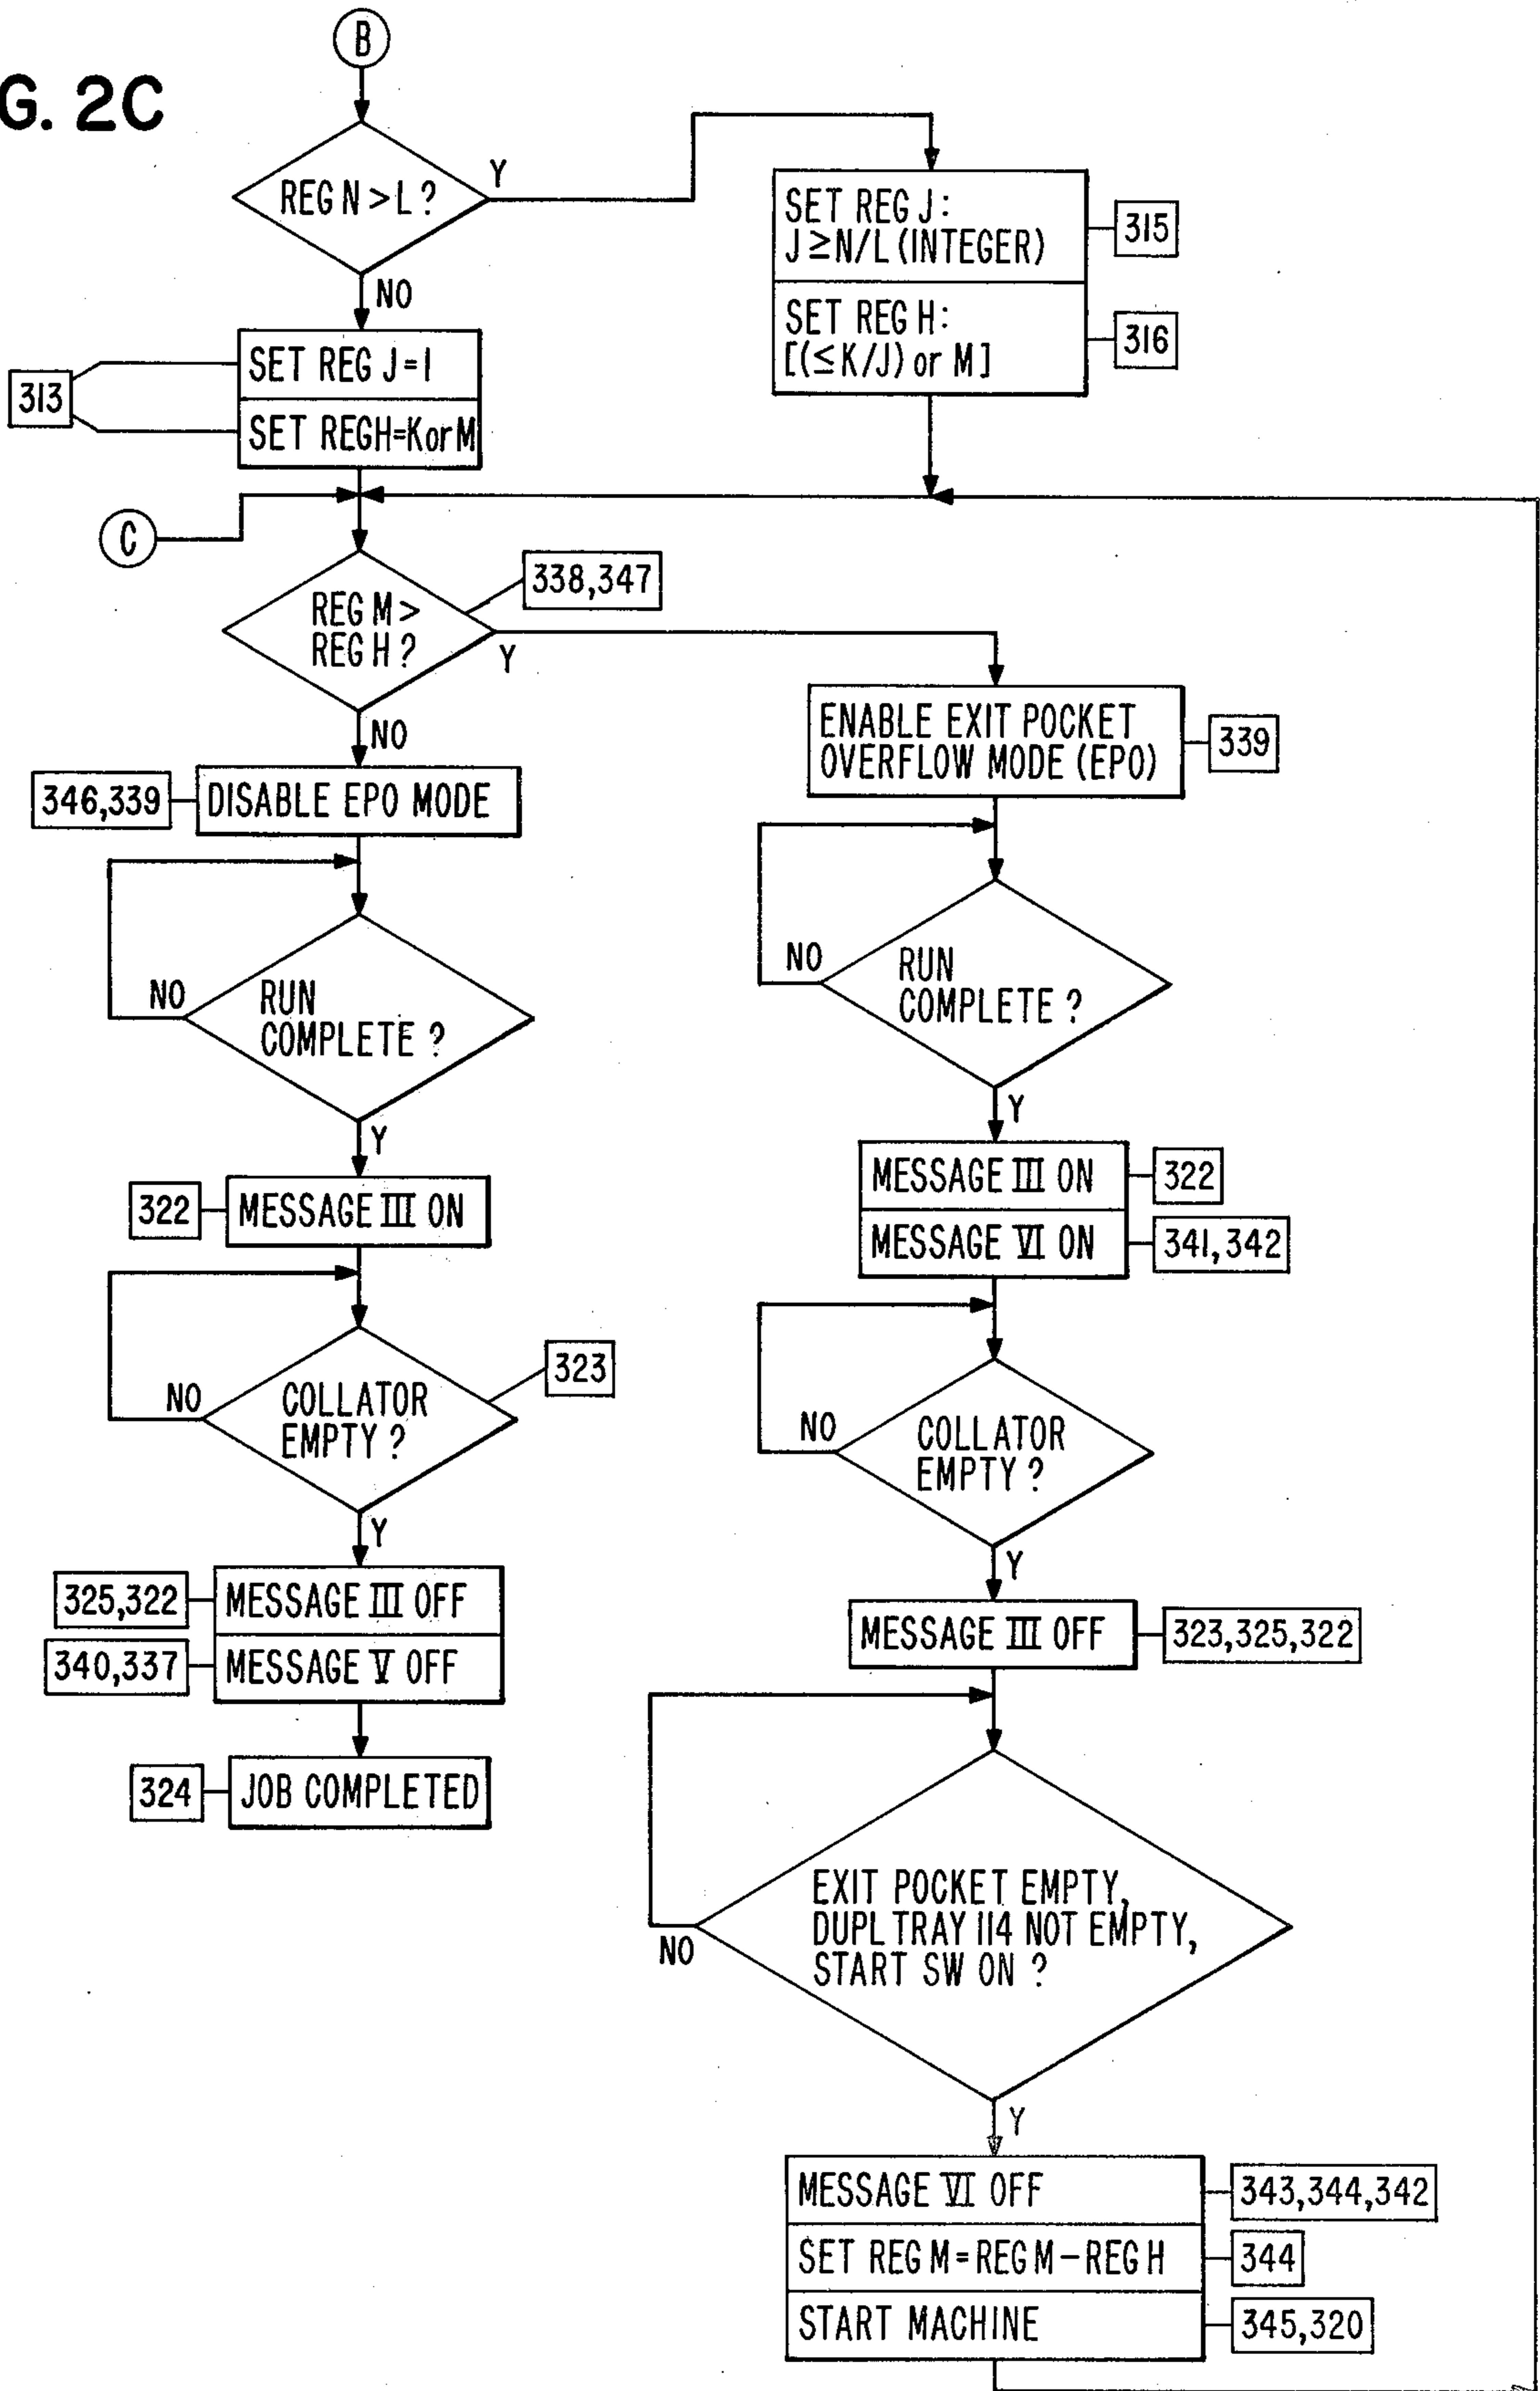 B
G. 2C
REG N > L ?
Y
NO
SET REG J:
J ≥ N/L (INTEGER)
315
SET REG H:
[(≤ K/J) or M]
316
313
SET REG J = 1
SET REG H = K or M
C
REG M >
REG H ?
338,347
Y
NO
ENABLE EXIT POCKET
OVERFLOW MODE (EPO)
339
346,339
DISABLE EPO MODE
RUN
COMPLETE ?
NO
Y
RUN
COMPLETE ?
NO
Y
322
MESSAGE III ON
MESSAGE III ON
322
MESSAGE VI ON
341,342
COLLATOR
EMPTY ?
323
NO
Y
COLLATOR
EMPTY ?
NO
Y
325,322
MESSAGE III OFF
340,337
MESSAGE V OFF
324
JOB COMPLETED
MESSAGE III OFF
323,325,322
EXIT POCKET EMPTY,
DUPL TRAY 114 NOT EMPTY,
START SW ON ?
NO
Y
MESSAGE VI OFF
343,344,342
SET REG M = REG M − REG H
344
START MACHINE
345,320